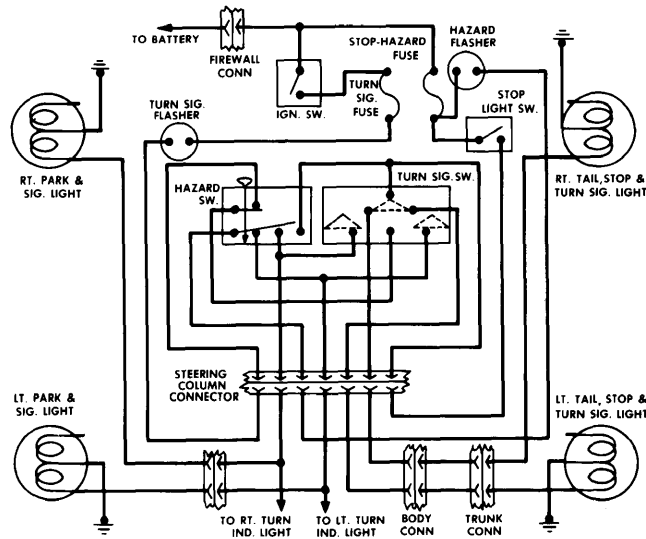 TO BATTERY
FIREWALL
CONN
STOP-HAZARD
FUSE
HAZARD
FLASHER
IGN. SW.
TURN
SIG.
FUSE
STOP
LIGHT SW.
TURN SIG.
FLASHER
RT. PARK &
SIG. LIGHT
RT. TAIL, STOP &
TURN SIG. LIGHT
HAZARD
SW.
TURN SIG. SW.
STEERING
COLUMN
CONNECTOR
LT. PARK &
SIG. LIGHT
LT. TAIL, STOP &
TURN SIG. LIGHT
TO RT. TURN
IND. LIGHT
TO LT. TURN
IND. LIGHT
BODY
CONN
TRUNK
CONN